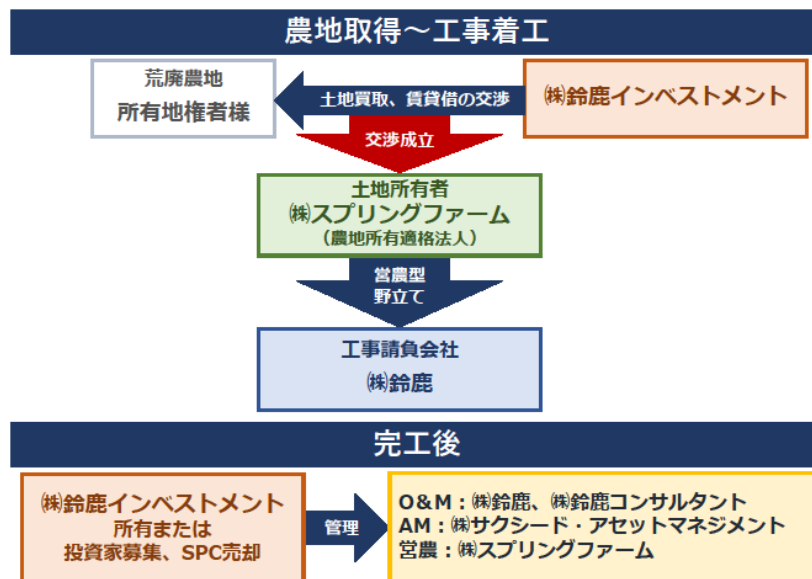 農地取得～工事着工
荒廃農地
所有地権者様
土地買取、賃貸借の交渉
㈱鈴鹿インベストメント
交渉成立
土地所有者
㈱スプリングファーム
（農地所有適格法人）
営農型
野立て
工事請負会社
㈱鈴鹿
完工後
㈱鈴鹿インベストメント
所有または
投資家募集、SPC売却
管理
O&M：㈱鈴鹿、㈱鈴鹿コンサルタント
AM：㈱サクシード・アセットマネジメント
営農：㈱スプリングファーム